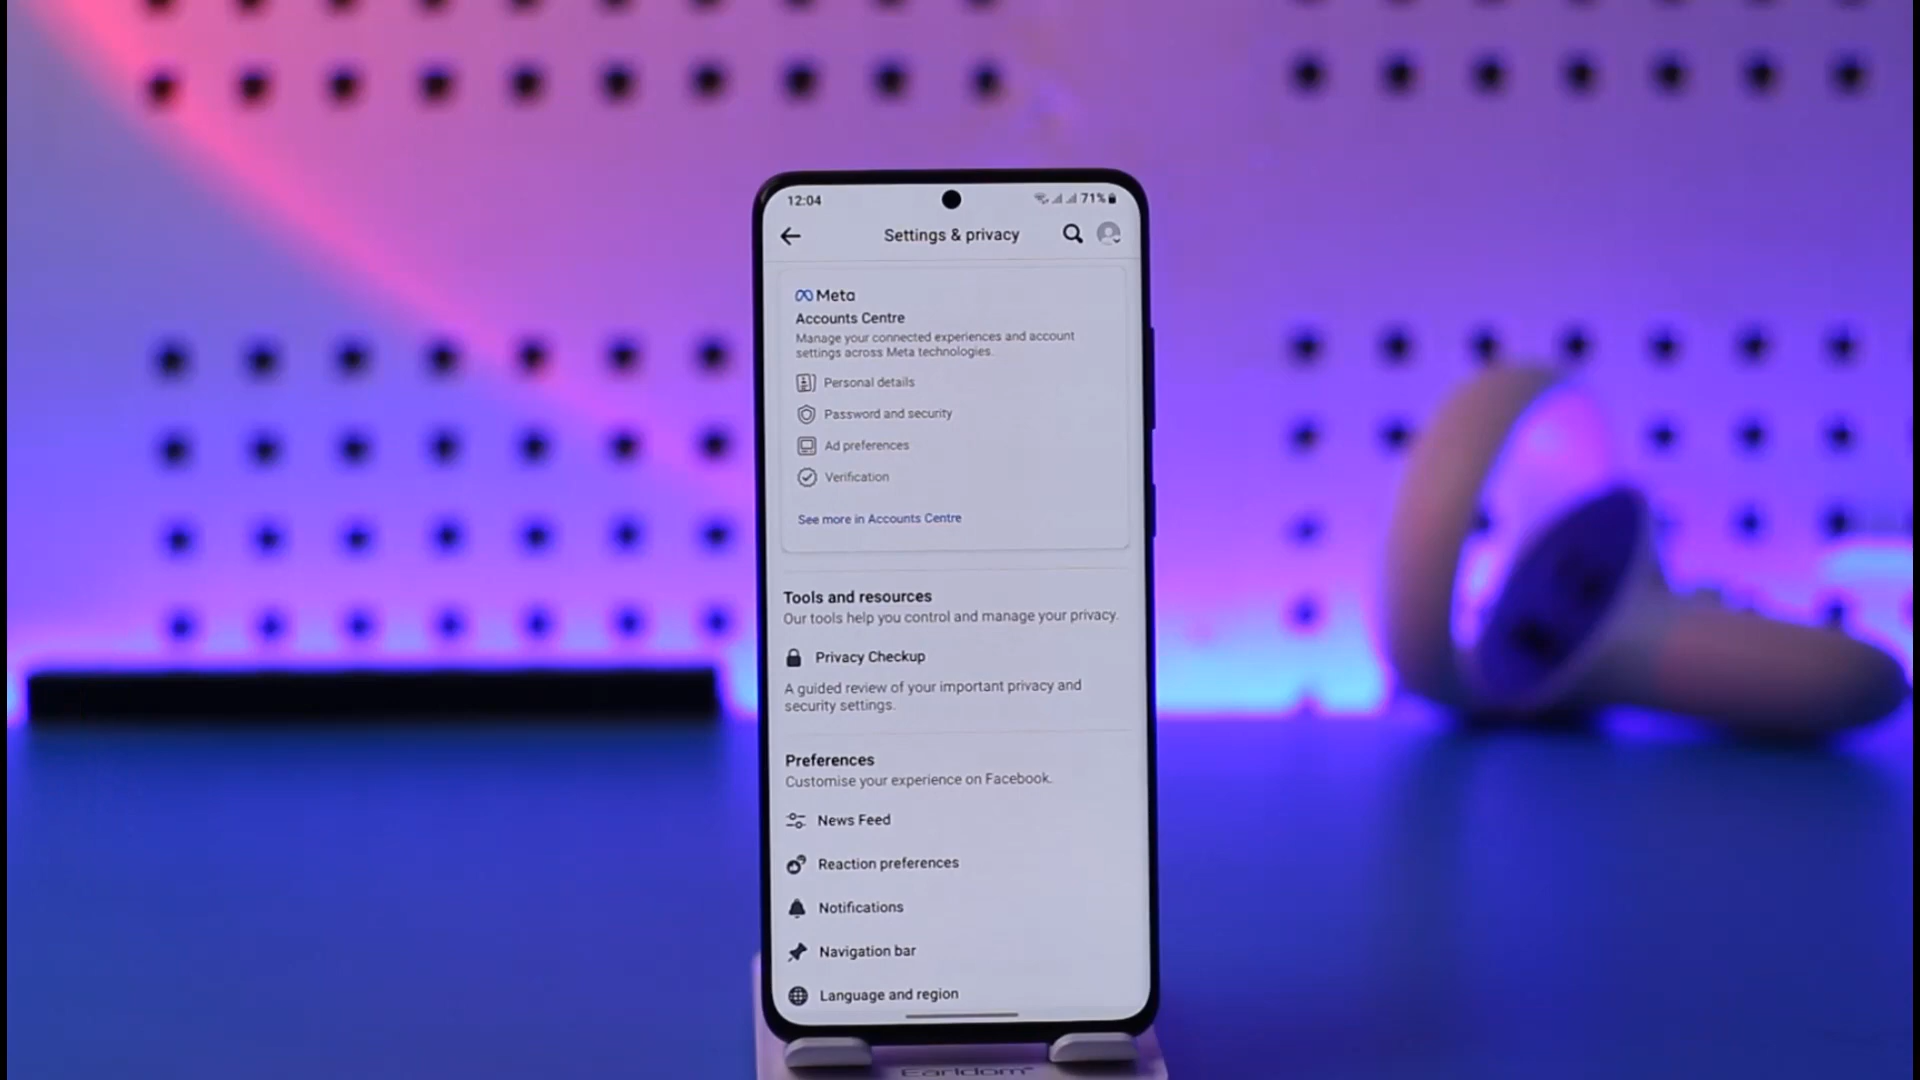 12:04
71%
Settings & privacy
Meta
Accounts Centre
Manage your connected experiences and account
settings across Meta technologies.
Personal details
Password and security
Ad preferences
Verification
See more in Accounts Centre
Tools and resources
Our tools help you control and manage your privacy.
Privacy Checkup
A guided review of your important privacy and
security settings.
Preferences
Customise your experience on Facebook.
News Feed
Reaction preferences
Notifications
Navigation bar
Language and region
Earldom